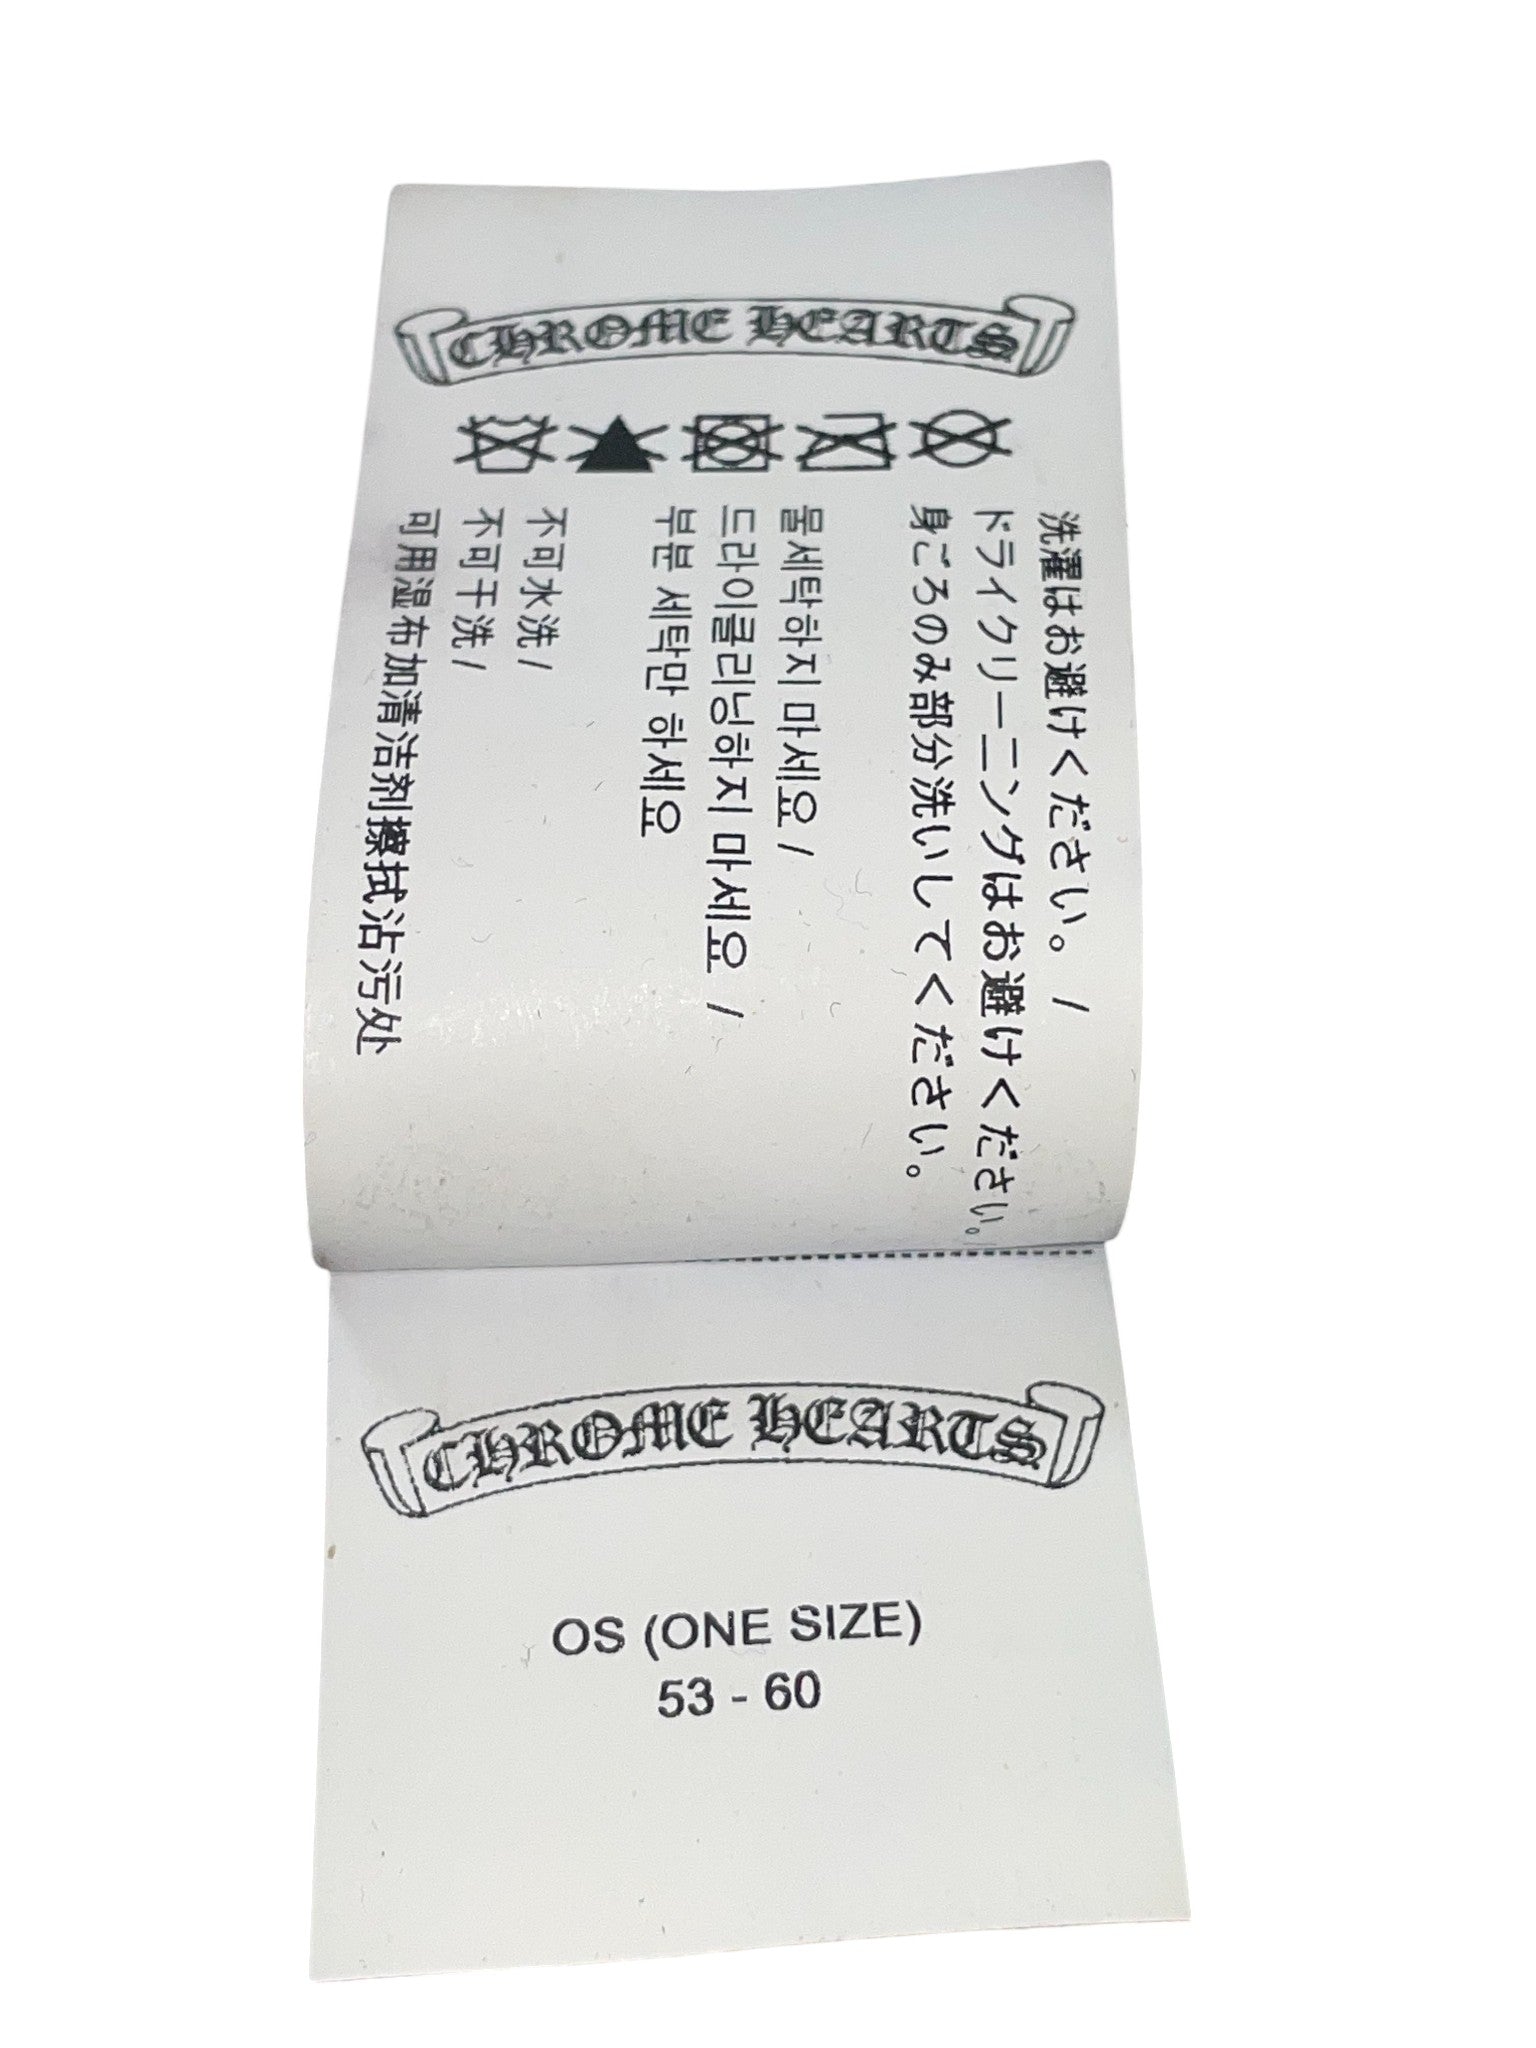 CHROME HEARTS
洗濯はお避けください。/
ドライクリーニングはお避けください。
身ごろのみ部分洗いしてください。
물세탁하지 마세요 /
드라이클리닝하지 마세요 /
부분 세탁만 하세요
不可水洗 /
不可干洗 /
可用湿布加清洁剂擦拭沾污处
CHROME HEARTS
OS (ONE SIZE)
53 - 60